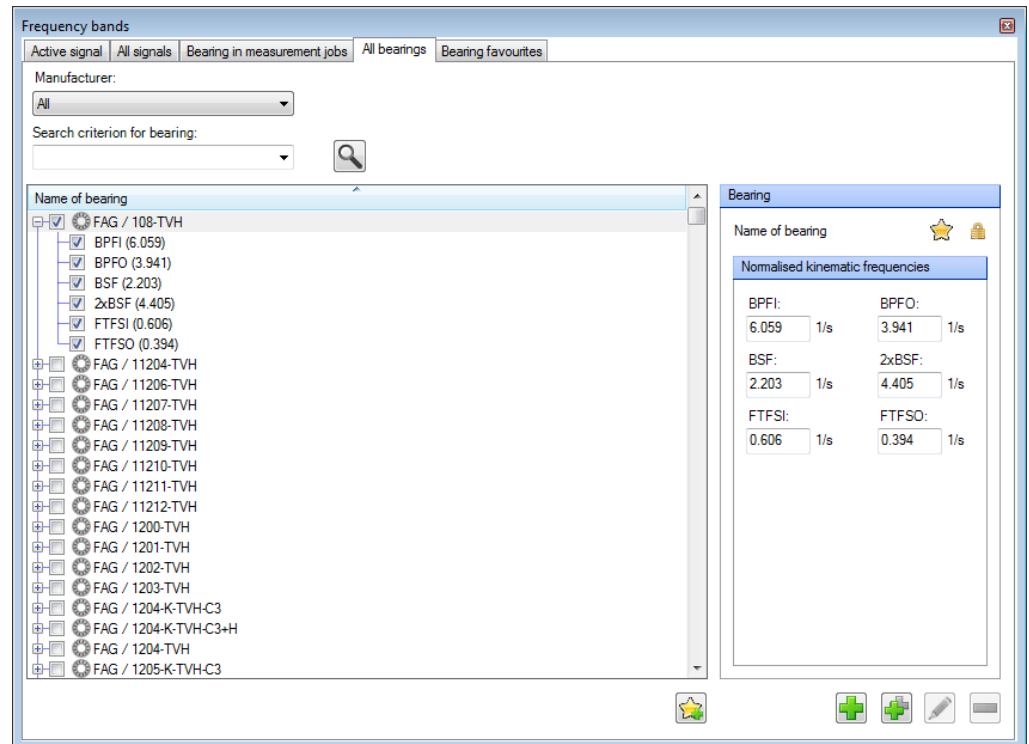 Frequency bands
Active signal All signals Bearing in measurement jobs All bearings Bearing favourites
Manufacturer:
All
Search criterion for bearing:
Name of bearing
FAG / 108-TVH
BPFI (6.059)
BPFO (3.941)
BSF (2.203)
2xBSF (4.405)
FTFSI (0.606)
FTFSO (0.394)
FAG / 11204-TVH
FAG / 11206-TVH
FAG / 11207-TVH
FAG / 11208-TVH
FAG / 11209-TVH
FAG / 11210-TVH
FAG / 11211-TVH
FAG / 11212-TVH
FAG / 1200-TVH
FAG / 1201-TVH
FAG / 1202-TVH
FAG / 1203-TVH
FAG / 1204-K-TVH-C3
FAG / 1204-K-TVH-C3+H
FAG / 1204-TVH
FAG / 1205-K-TVH-C3
Bearing
Name of bearing
Normalised kinematic frequencies
BPFI: BPFO:
6.059 1/s 3.941 1/s
BSF: 2xBSF:
2.203 1/s 4.405 1/s
FTFSI: FTFSO:
0.606 1/s 0.394 1/s